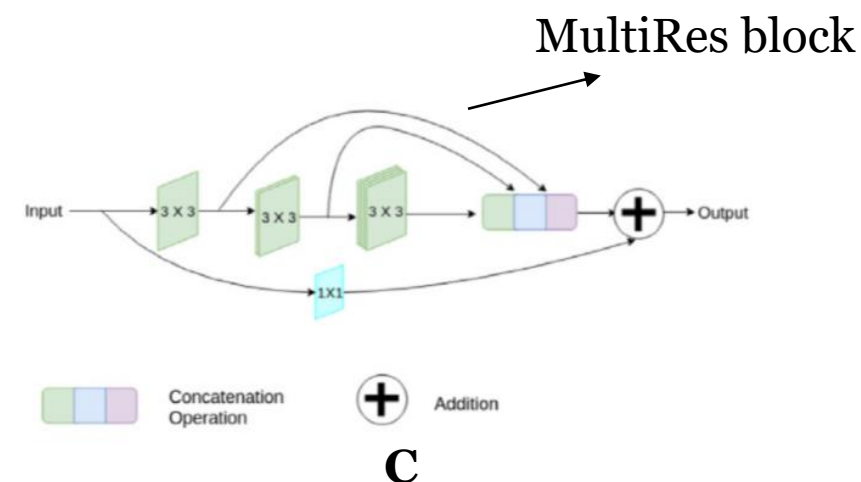 MultiRes block
Input
3 X 3
3 X 3
3 X 3
Output
1X1
Concatenation
Operation
Addition
C